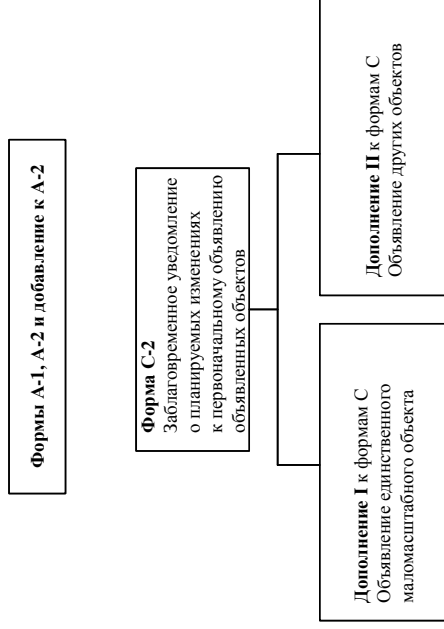 Формы А-1, А-2 и добавление к А-2
Форма С-2
Заблаговременное уведомление
о планируемых изменениях
к первоначальному объявлению
объявленных объектов
Дополнение I к формам С
Объявление единственного
маломасштабного объекта
Дополнение II к формам С
Объявление других объектов